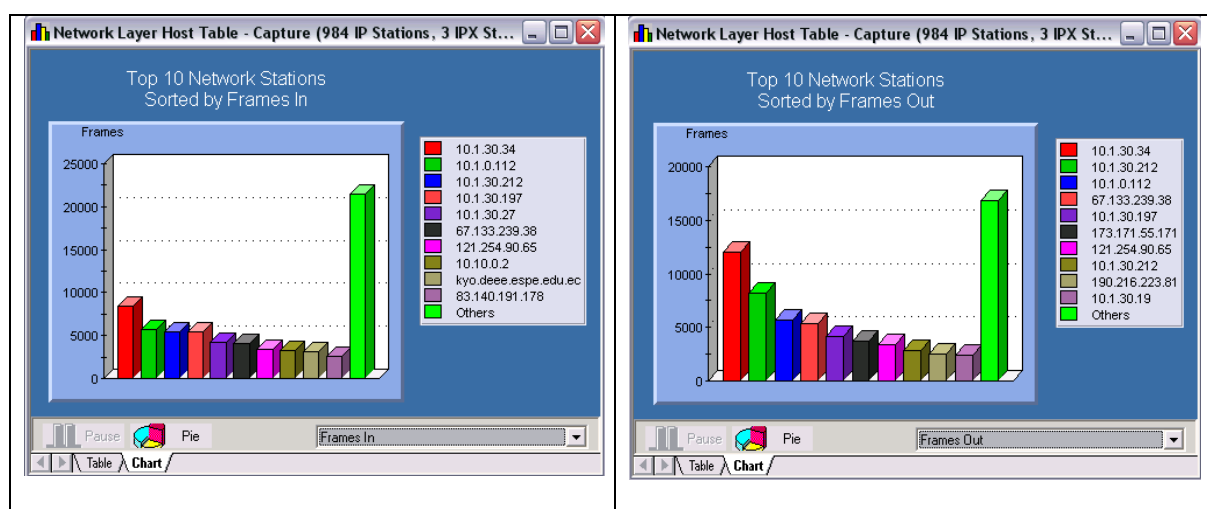 Network Layer Host Table - Capture (984 IP Stations, 3 IPX St...
Top 10 Network Stations
Sorted by Frames In
Frames
25000
20000
15000
10000
5000
0
10.1.30.34
10.1.0.112
10.1.30.212
10.1.30.197
10.1.30.27
67.133.239.38
121.254.90.65
10.10.0.2
kyo.deee.espe.edu.ec
83.140.191.178
Others
Pause
Pie
Frames In
Table
Chart
Network Layer Host Table - Capture (984 IP Stations, 3 IPX St...
Top 10 Network Stations
Sorted by Frames Out
Frames
20000
15000
10000
5000
0
10.1.30.34
10.1.30.212
10.1.0.112
67.133.239.38
10.1.30.197
173.171.55.171
121.254.90.65
10.1.30.212
190.216.223.81
10.1.30.19
Others
Pause
Pie
Frames Out
Table
Chart